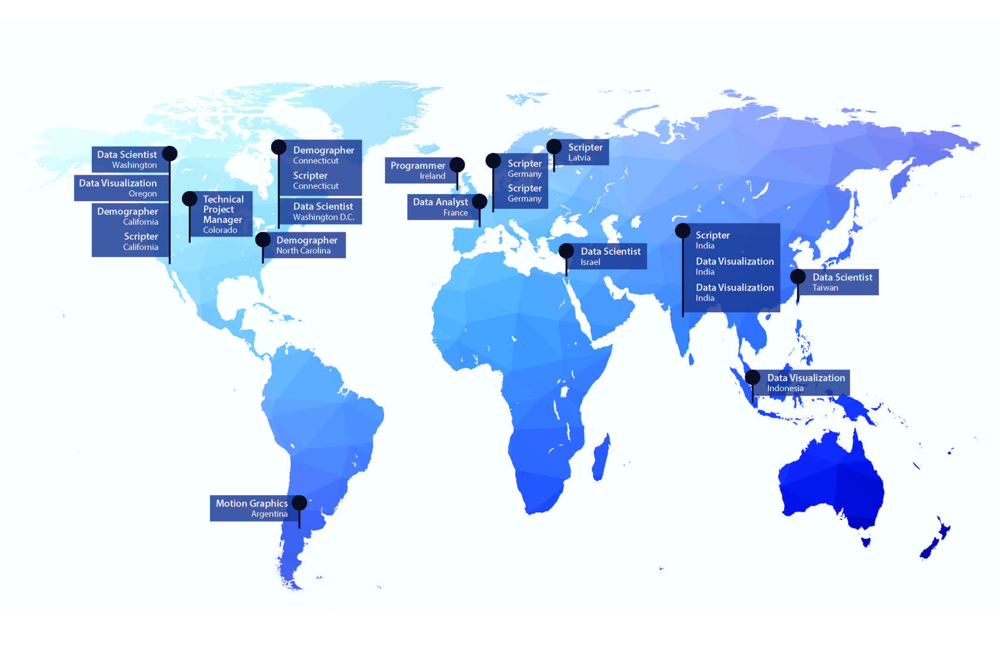 Data Scientist
Washington
Data Visualization
Oregon
Demographer
California
Scripter
California
Technical
Project
Manager
Colorado
Demographer
Connecticut
Scripter
Connecticut
Data Scientist
Washington D.C.
Demographer
North Carolina
Programmer
Ireland
Data Analyst
France
Scripter
Germany
Scripter
Germany
Scripter
Latvia
Data Scientist
Israel
Scripter
India
Data Visualization
India
Data Visualization
India
Data Scientist
Taiwan
Data Visualization
Indonesia
Motion Graphics
Argentina